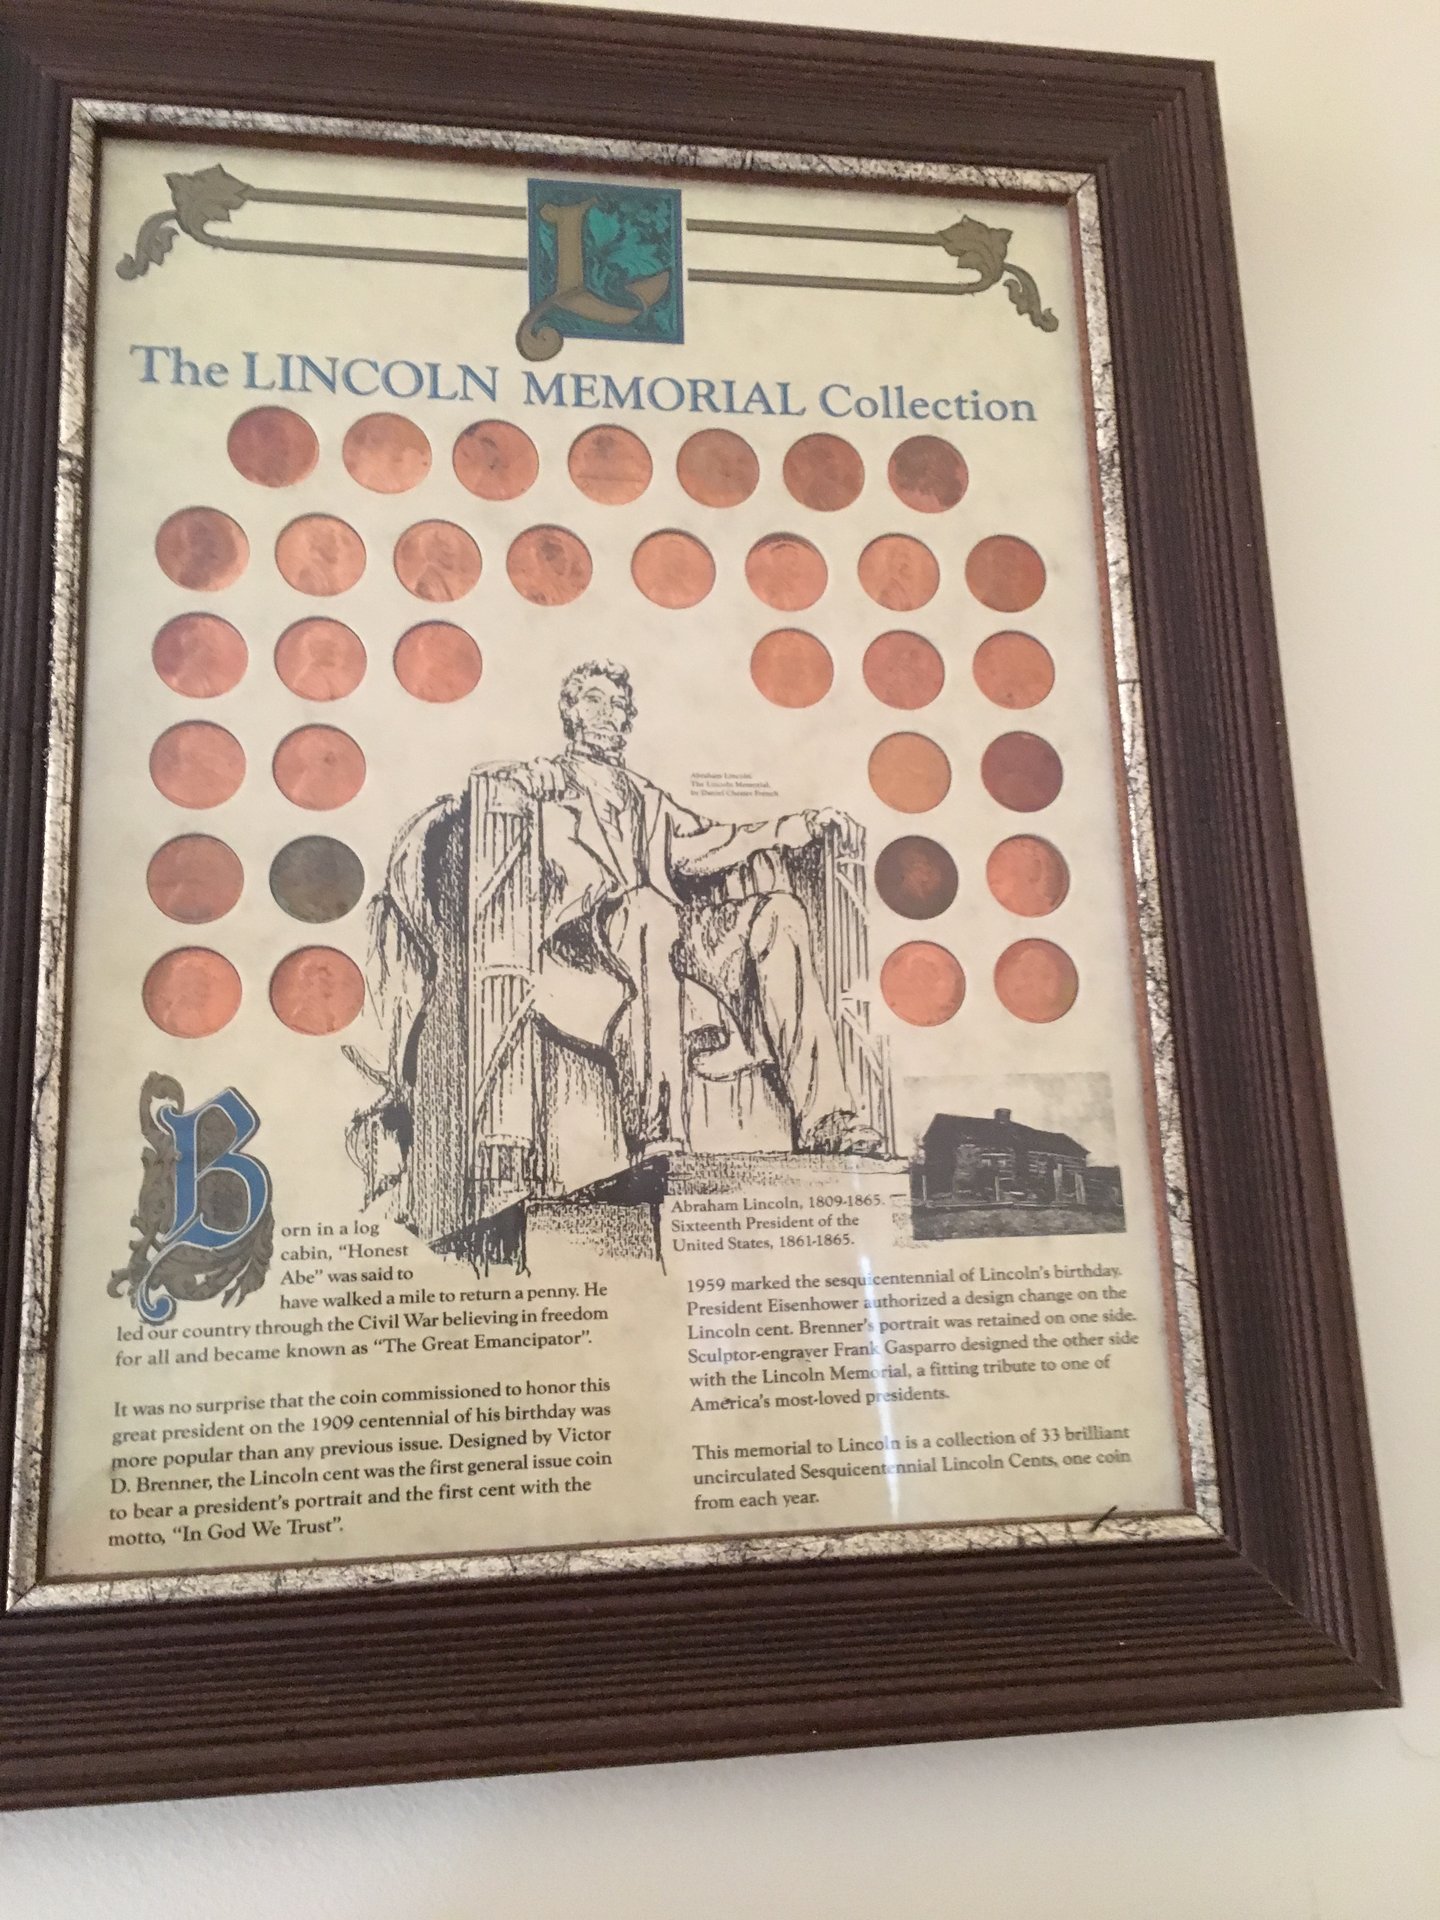 L
The LINCOLN MEMORIAL Collection
Abraham Lincoln,
The Lincoln Memorial,
by Daniel Chester French
Born in a log
cabin, "Honest
Abe" was said to
have walked a mile to return a penny. He
led our country through the Civil War believing in freedom
for all and became known as "The Great Emancipator".
It was no surprise that the coin commissioned to honor this
great president on the 1909 centennial of his birthday was
more popular than any previous issue. Designed by Victor
D. Brenner, the Lincoln cent was the first general issue coin
to bear a president's portrait and the first cent with the
motto, "In God We Trust".
Abraham Lincoln, 1809-1865.
Sixteenth President of the
United States, 1861-1865.
1959 marked the sesquicentennial of Lincoln's birthday.
President Eisenhower authorized a design change on the
Lincoln cent. Brenner's portrait was retained on one side.
Sculptor-engraver Frank Gasparro designed the other side
with the Lincoln Memorial, a fitting tribute to one of
America's most-loved presidents.
This memorial to Lincoln is a collection of 33 brilliant
uncirculated Sesquicentennial Lincoln Cents, one coin
from each year.